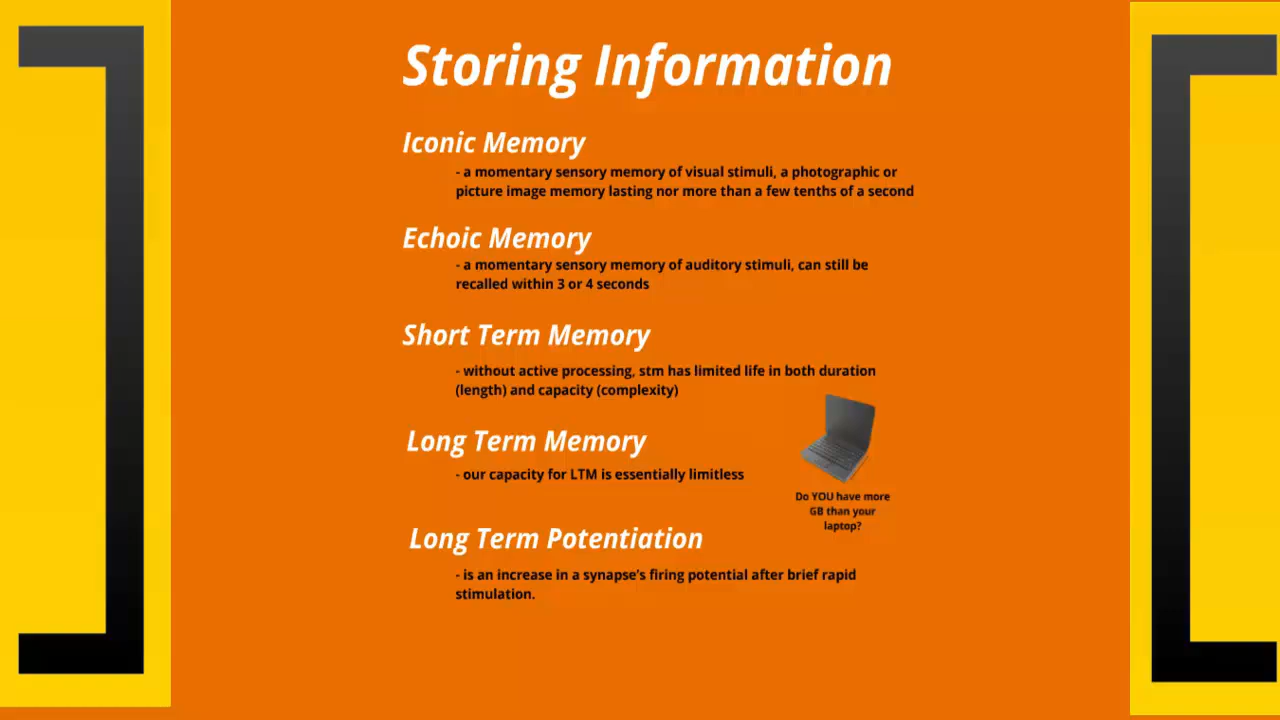 Storing Information
Iconic Memory
- a momentary sensory memory of visual stimuli, a photographic or
picture image memory lasting nor more than a few tenths of a second
Echoic Memory
- a momentary sensory memory of auditory stimuli, can still be
recalled within 3 or 4 seconds
Short Term Memory
- without active processing, stm has limited life in both duration
(length) and capacity (complexity)
Long Term Memory
- our capacity for LTM is essentially limitless
Do YOU have more
GB than your
laptop?
Long Term Potentiation
- is an increase in a synapse's firing potential after brief rapid
stimulation.